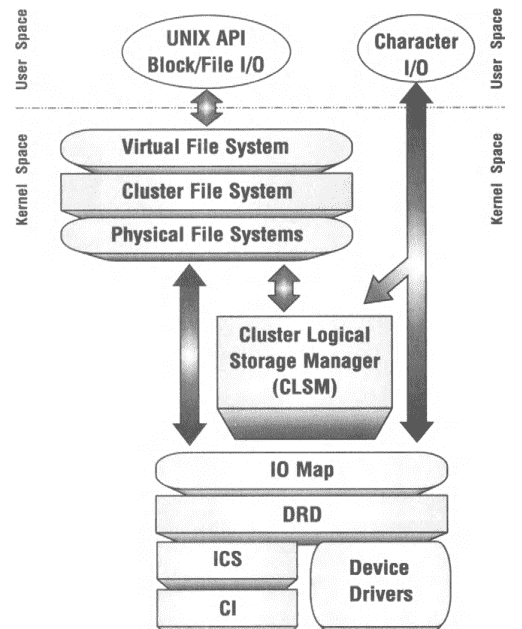 User Space
UNIX API
Block/File I/O
Character
I/O
User Space
Kernel Space
Virtual File System
Cluster File System
Physical File Systems
Kernel Space
Cluster Logical
Storage Manager
(CLSM)
IO Map
DRD
ICS
CI
Device
Drivers